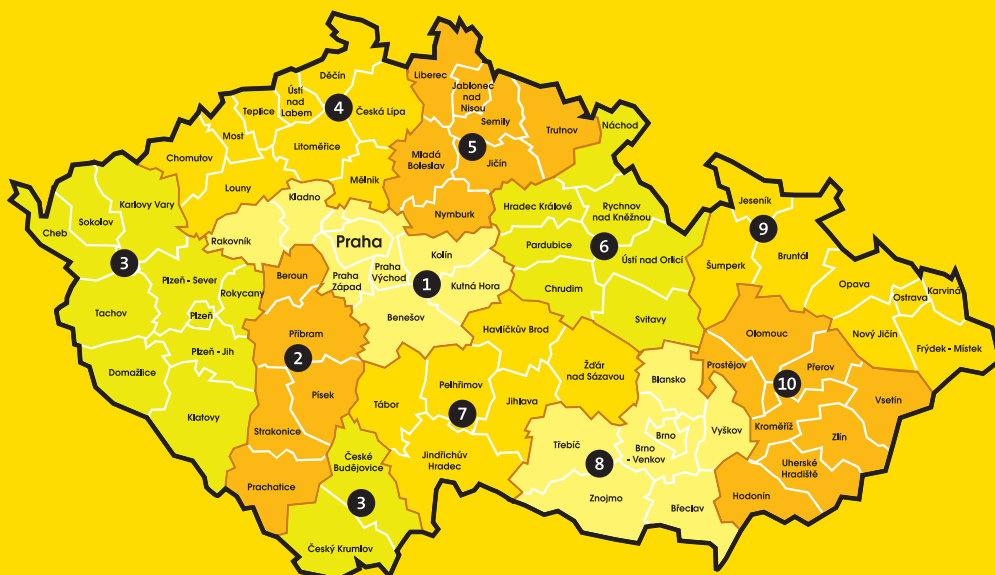 Děčín
Liberec
Ústí
nad
Labem
Jablonec
nad
Nisou
4
Česká Lípa
Teplice
Semily
Náchod
Most
Trutnov
Litoměřice
5
Chomutov
Mladá
Boleslav
Jičín
Mělník
Louny
Kladno
Jeseník
Karlovy Vary
Nymburk
Hradec Králové
Rychnov
nad Kněžnou
Sokolov
9
Cheb
Rakovník
Praha
Pardubice
6
Bruntál
3
Kolín
Ústí nad Orlicí
Šumperk
Beroun
Praha
Východ
Plzeň - Sever
Praha
Západ
1
Kutná Hora
Chrudim
Opava
Karviná
Rokycany
Ostrava
Tachov
Plzeň
Benešov
Svitavy
Havlíčkův Brod
Olomouc
Nový Jičín
Příbram
Frýdek - Místek
Plzeň - Jih
2
Žďár
nad Sázavou
Prostějov
Přerov
Domažlice
Pelhřimov
Blansko
10
Písek
Jihlava
Vsetín
Tábor
7
Klatovy
Kroměříž
Strakonice
Brno
Vyškov
Zlín
Třebíč
Jindřichův
Hradec
Brno
- Venkov
České
Budějovice
8
Uherské
Hradiště
Prachatice
Hodonín
Znojmo
3
Břeclav
Český Krumlov